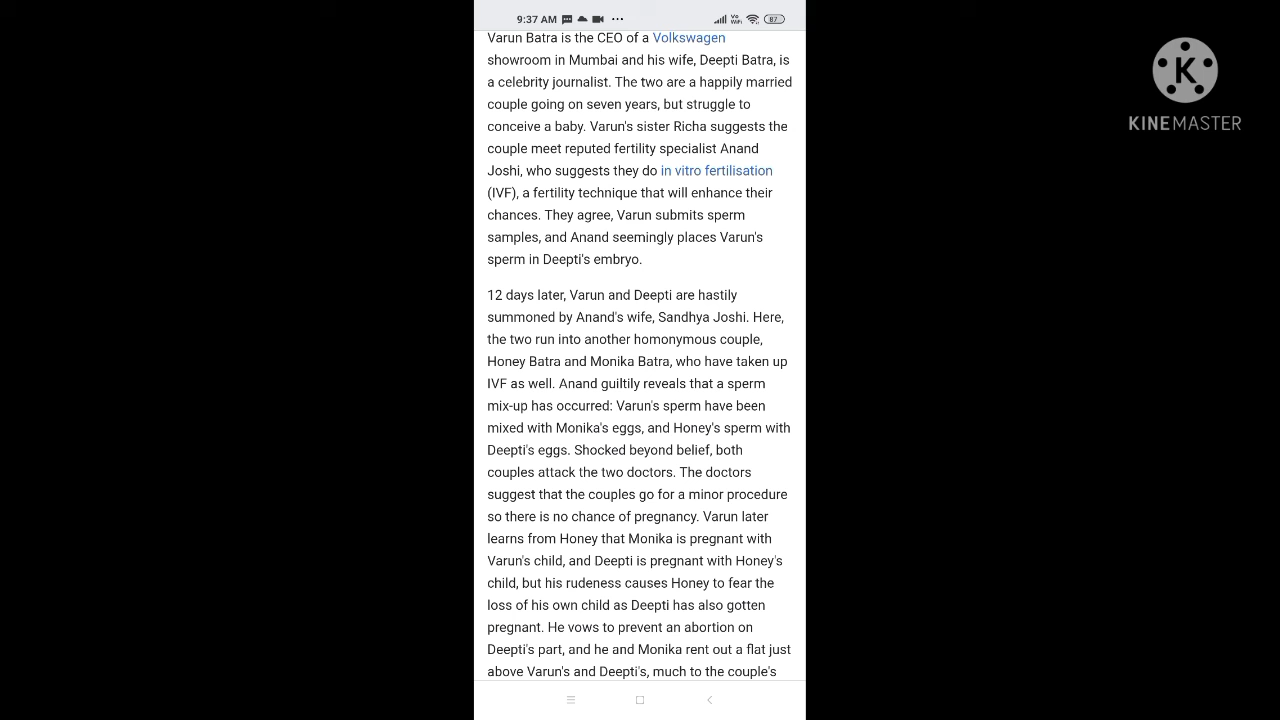 9:37 AM
Vo
WiFi
87
Varun Batra is the CEO of a Volkswagen
showroom in Mumbai and his wife, Deepti Batra, is
a celebrity journalist. The two are a happily married
couple going on seven years, but struggle to
conceive a baby. Varun's sister Richa suggests the
couple meet reputed fertility specialist Anand
Joshi, who suggests they do in vitro fertilisation
(IVF), a fertility technique that will enhance their
chances. They agree, Varun submits sperm
samples, and Anand seemingly places Varun's
sperm in Deepti's embryo.
12 days later, Varun and Deepti are hastily
summoned by Anand's wife, Sandhya Joshi. Here,
the two run into another homonymous couple,
Honey Batra and Monika Batra, who have taken up
IVF as well. Anand guiltily reveals that a sperm
mix-up has occurred: Varun's sperm have been
mixed with Monika's eggs, and Honey's sperm with
Deepti's eggs. Shocked beyond belief, both
couples attack the two doctors. The doctors
suggest that the couples go for a minor procedure
so there is no chance of pregnancy. Varun later
learns from Honey that Monika is pregnant with
Varun's child, and Deepti is pregnant with Honey's
child, but his rudeness causes Honey to fear the
loss of his own child as Deepti has also gotten
pregnant. He vows to prevent an abortion on
Deepti's part, and he and Monika rent out a flat just
above Varun's and Deepti's, much to the couple's
K
KINEMASTER